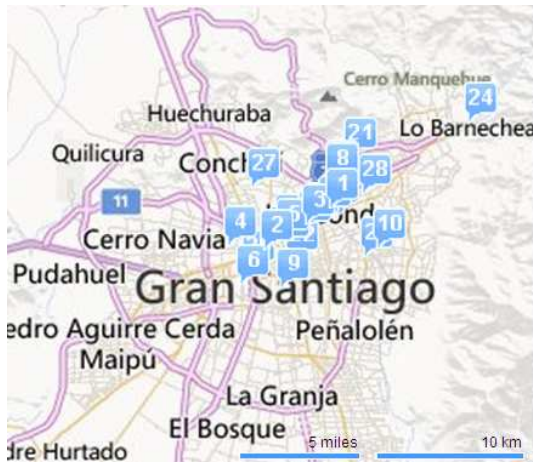 Cerro Manquehue
24
Huechuraba
21
Lo Barnechea
8
Quilicura
27
28
1
11
3
4
2
10
Cerro Navia
6
9
Pudahuel
Gran Santiago
edro Aguirre Cerda
Peñalolén
Maipú
La Granja
El Bosque
dre Hurtado
5 miles
10 km